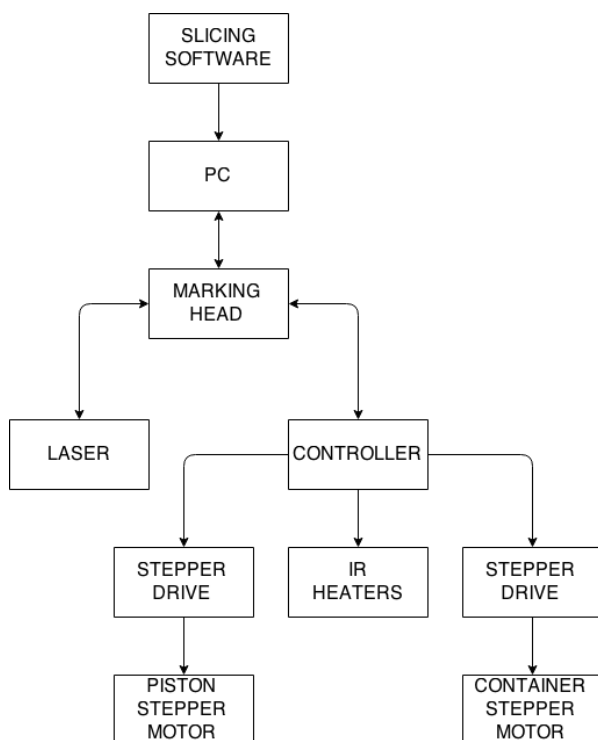 SLICING
SOFTWARE
PC
MARKING
HEAD
LASER
CONTROLLER
STEPPER
DRIVE
IR
HEATERS
STEPPER
DRIVE
PISTON
STEPPER
MOTOR
CONTAINER
STEPPER
MOTOR